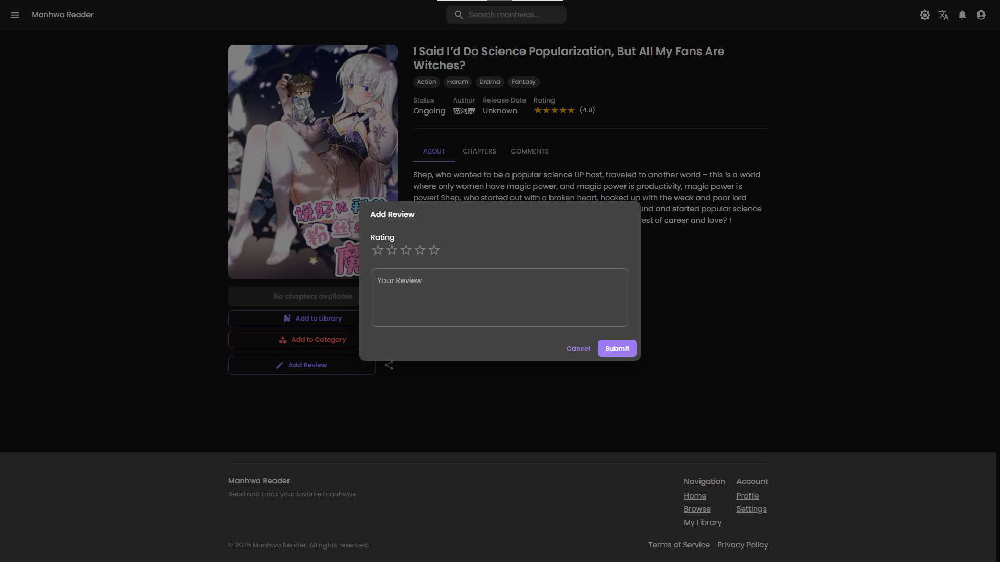 Manhwa Reader
Search manhwas...
I Said I’d Do Science Popularization, But All My Fans Are
Witches?
Action Harem Drama Fantasy
Status Author Release Date Rating
Ongoing 猫阿蒙 Unknown (4.9)
ABOUT CHAPTERS COMMENTS
Shep, who wanted to be a popular science UP host, traveled to another world – this is a world
where only women have magic power, and magic power is productivity, magic power is
power! Shep, who started out with a broken heart, hooked up with the weak and poor lord
und and started popular science
vest of career and love? !
说好做
粉丝
魔
No chapters available
Add to Library
Add to Category
Add Review
Add Review
Rating
Your Review
Cancel Submit
Manhwa Reader
Read and track your favorite manhwas
Navigation Account
Home Profile
Browse Settings
My Library
© 2025 Manhwa Reader. All rights reserved.
Terms of Service Privacy Policy